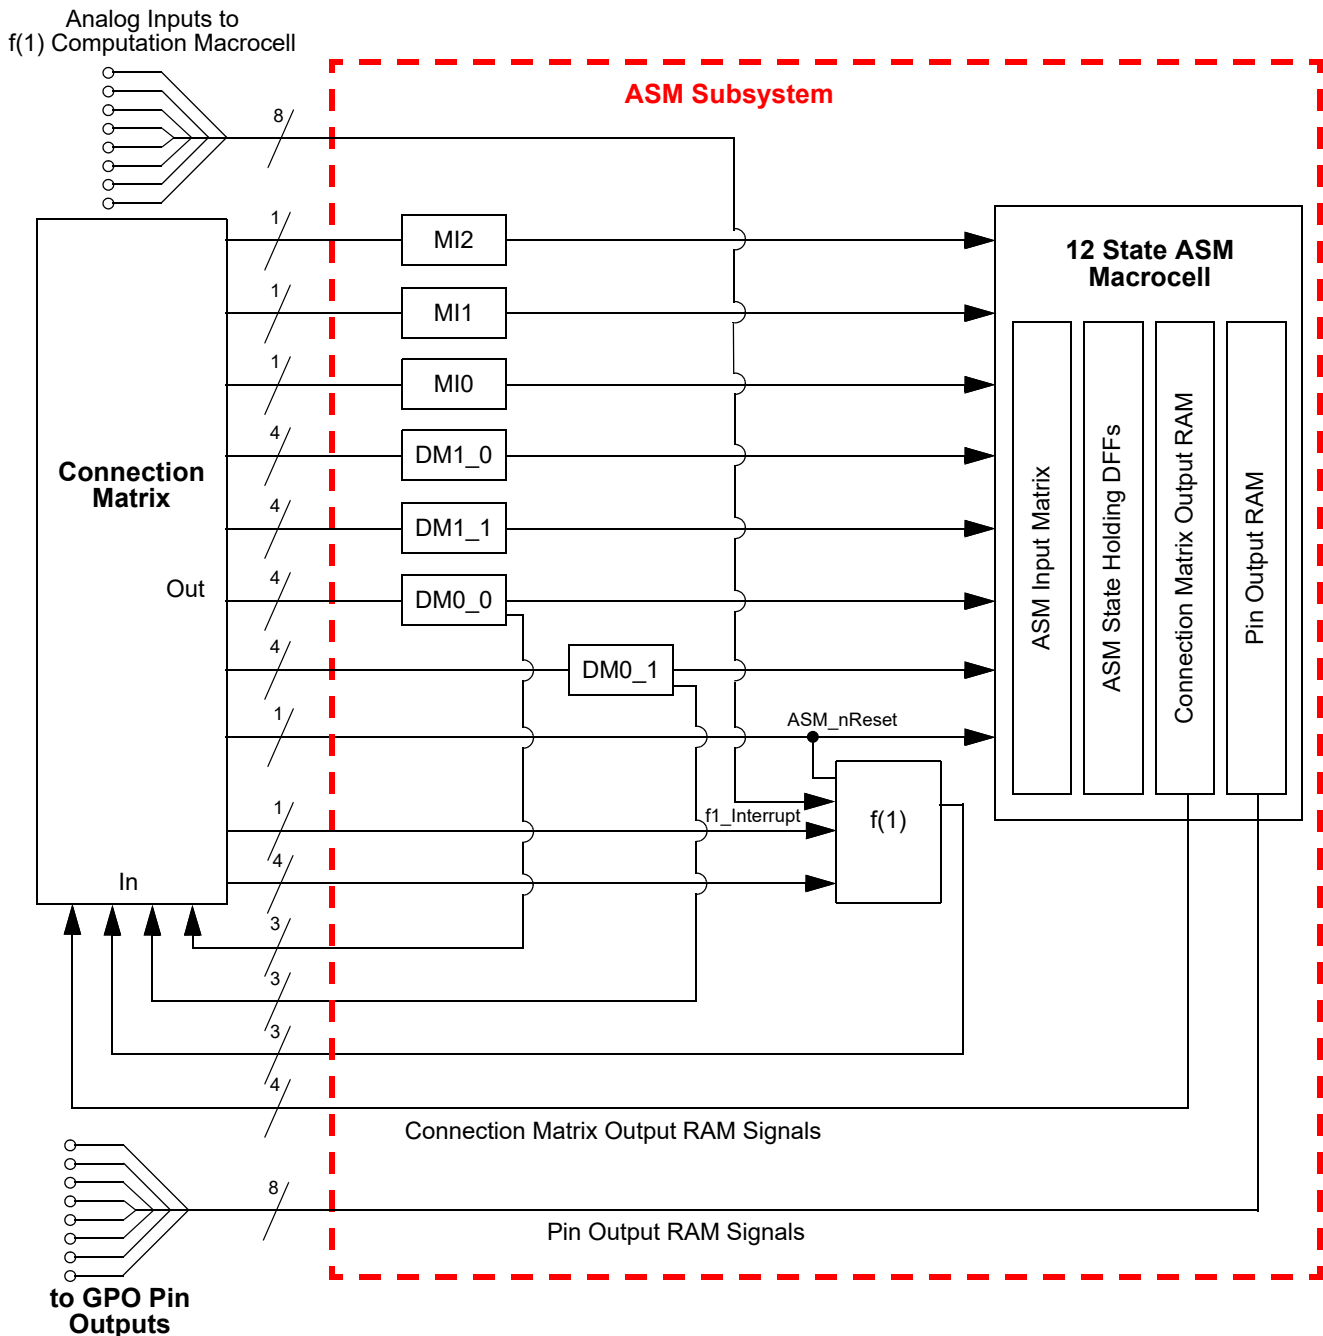 Analog Inputs to
f(1) Computation Macrocell
ASM Subsystem
8
1
MI2
12 State ASM
Macrocell
1
MI1
1
MI0
4
DM1_0
Connection
Matrix
4
DM1_1
Out
4
DM0_0
4
DM0_1
1
ASM_nReset
ASM Input Matrix
ASM State Holding DFFs
Connection Matrix Output RAM
Pin Output RAM
1
f1_Interrupt
f(1)
4
In
3
3
3
4
Connection Matrix Output RAM Signals
8
Pin Output RAM Signals
to GPO Pin
Outputs